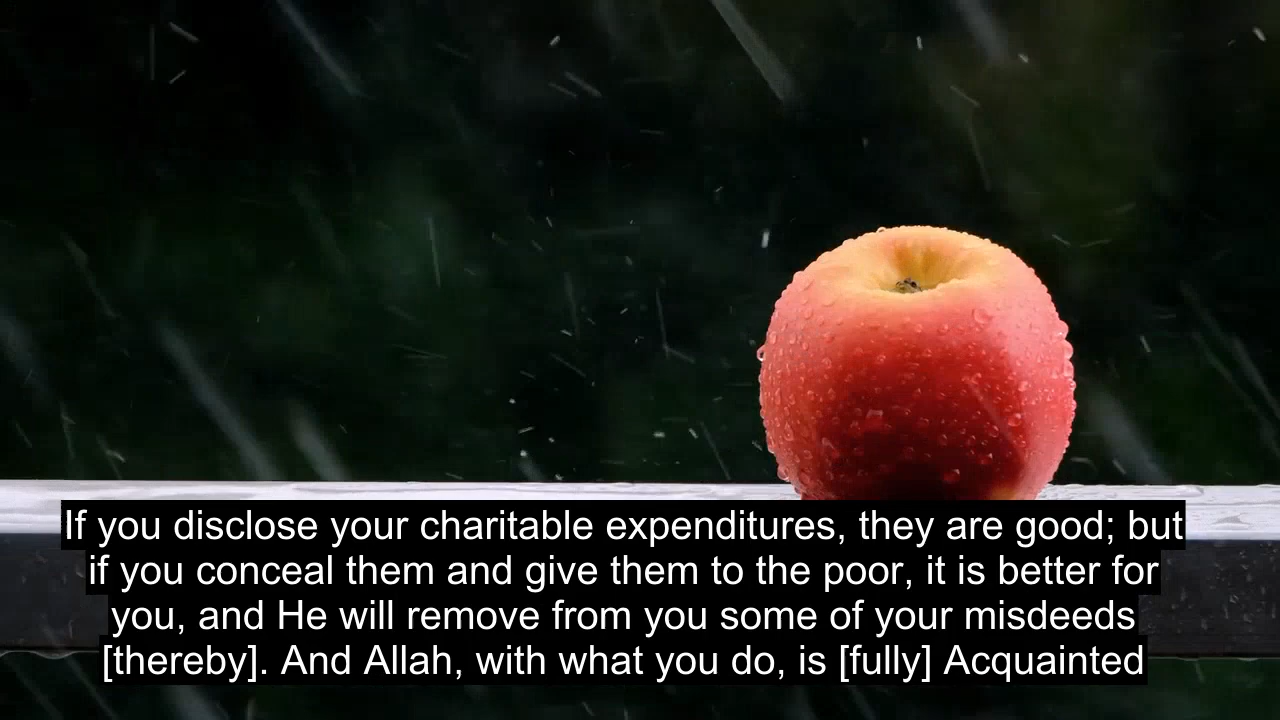 If you disclose your charitable expenditures, they are good; but
if you conceal them and give them to the poor, it is better for
you, and He will remove from you some of your misdeeds
[thereby]. And Allah, with what you do, is [fully] Acquainted